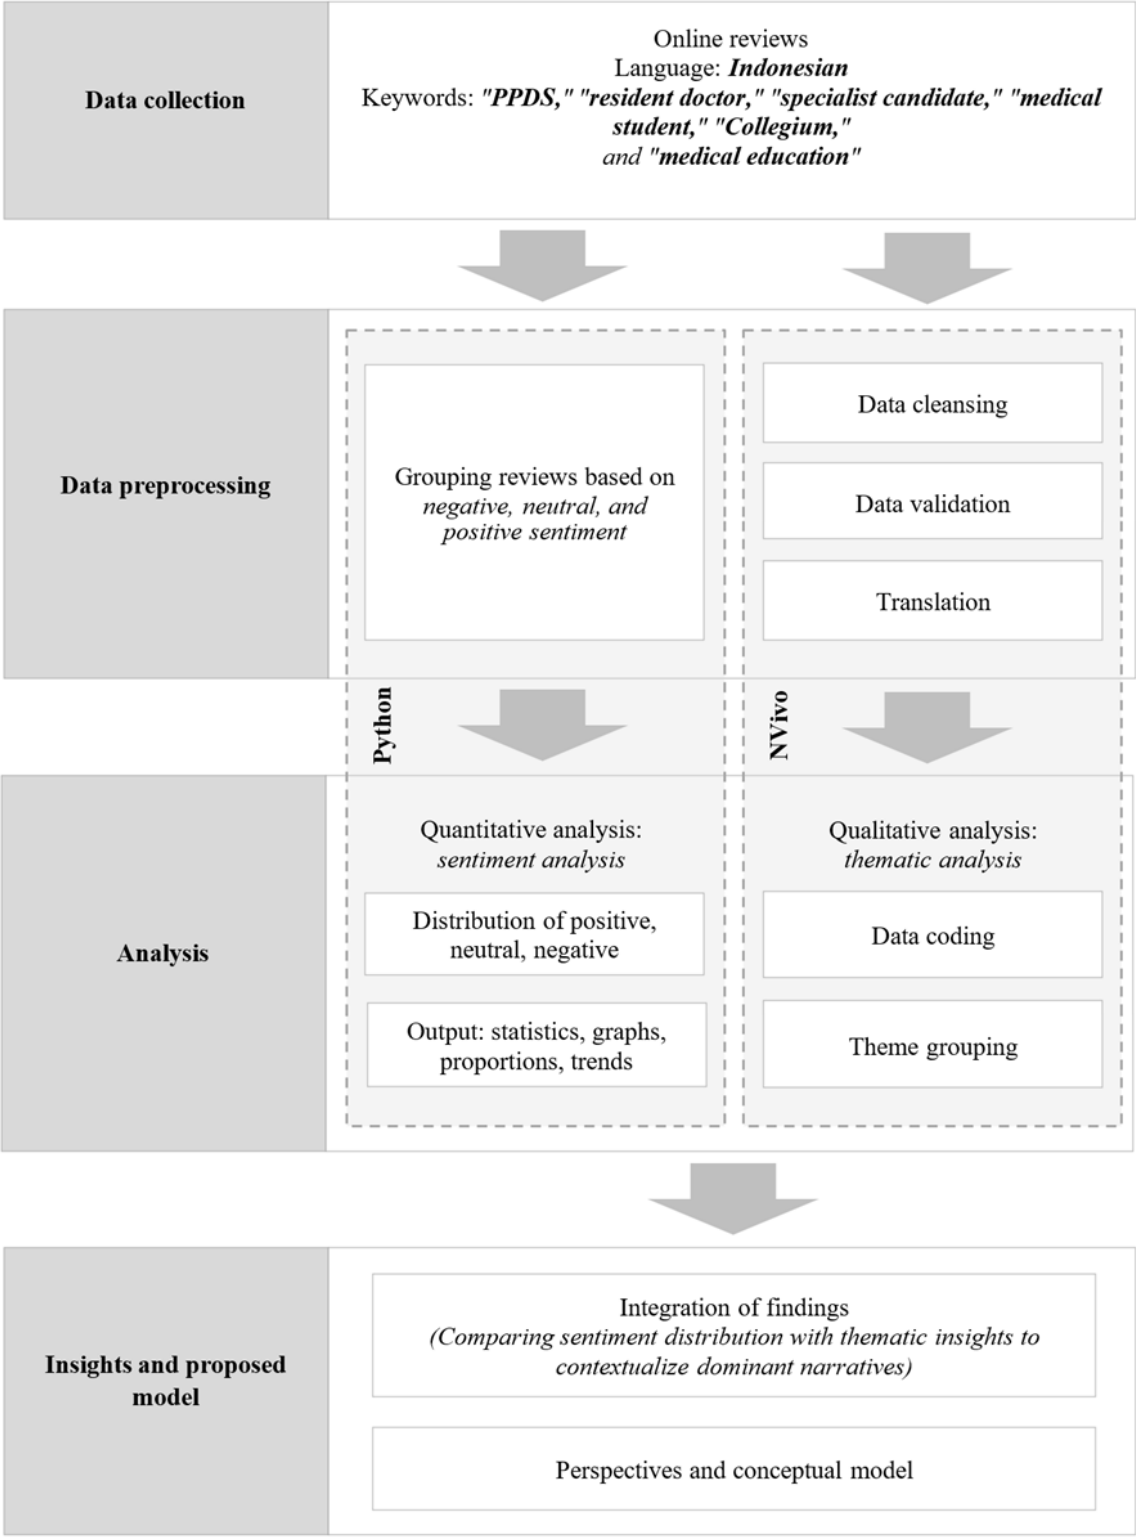 Data collection
Online reviews
Language: Indonesian
Keywords: "PPDS," "resident doctor," "specialist candidate," "medical
student," "Collegium,"
and "medical education"
Data preprocessing
Grouping reviews based on
negative, neutral, and
positive sentiment
Data cleansing
Data validation
Translation
Python
NVivo
Analysis
Quantitative analysis:
sentiment analysis
Distribution of positive,
neutral, negative
Output: statistics, graphs,
proportions, trends
Qualitative analysis:
thematic analysis
Data coding
Theme grouping
Insights and proposed
model
Integration of findings
(Comparing sentiment distribution with thematic insights to
contextualize dominant narratives)
Perspectives and conceptual model